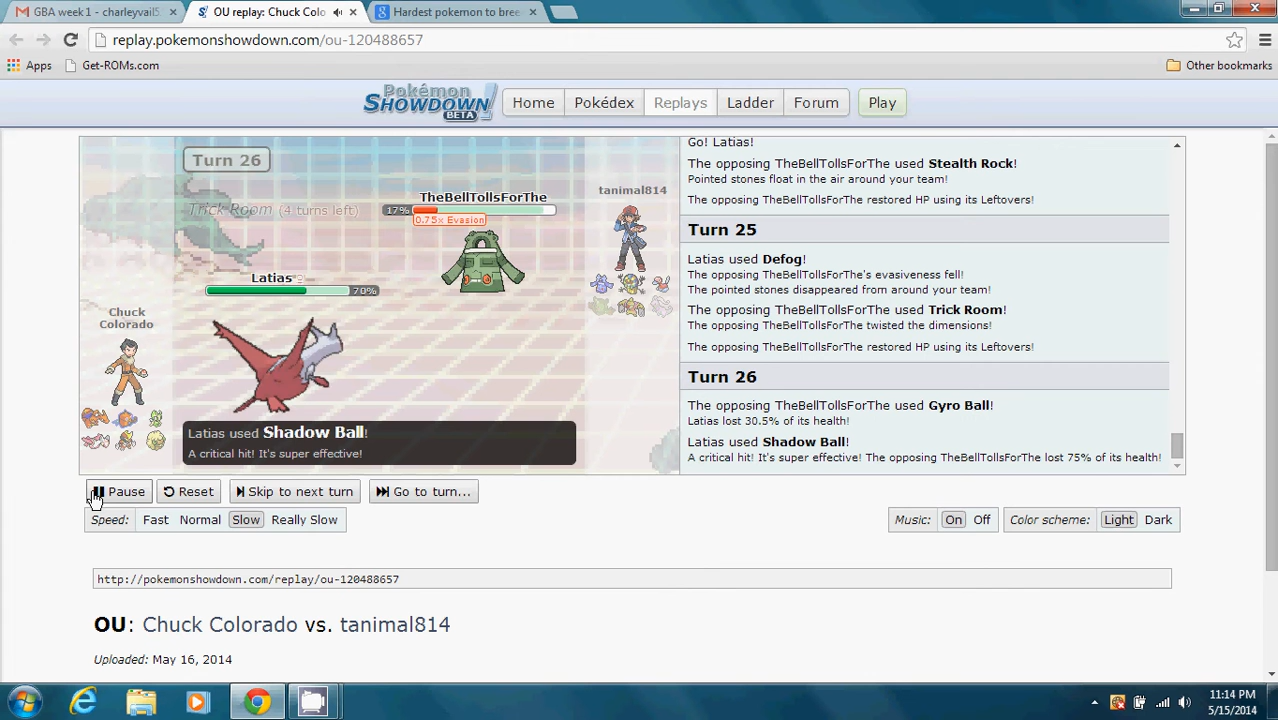 GBA week 1 - charleyvail5
OU replay: Chuck Colo
Hardest pokemon to bree
replay.pokemonshowdown.com/ou-120488657
Apps
Get-ROMs.com
Other bookmarks
Pokémon
SHOWDOWN!
BETA
Home
Pokédex
Replays
Ladder
Forum
Play
Turn 26
Trick Room (4 turns left)
TheBellTollsForThe
17%
0.75x Evasion
tanimal814
Latias
70%
Chuck
Colorado
Latias used Shadow Ball!
A critical hit! It's super effective!
Go! Latias!
The opposing TheBellTollsForThe used Stealth Rock!
Pointed stones float in the air around your team!
The opposing TheBellTollsForThe restored HP using its Leftovers!
Turn 25
Latias used Defog!
The opposing TheBellTollsForThe's evasiveness fell!
The pointed stones disappeared from around your team!
The opposing TheBellTollsForThe used Trick Room!
The opposing TheBellTollsForThe twisted the dimensions!
The opposing TheBellTollsForThe restored HP using its Leftovers!
Turn 26
The opposing TheBellTollsForThe used Gyro Ball!
Latias lost 30.5% of its health!
Latias used Shadow Ball!
A critical hit! It's super effective! The opposing TheBellTollsForThe lost 75% of its health!
Pause
Reset
Skip to next turn
Go to turn...
Speed:
Fast
Normal
Slow
Really Slow
Music:
On
Off
Color scheme:
Light
Dark
http://pokemonshowdown.com/replay/ou-120488657
OU: Chuck Colorado vs. tanimal814
Uploaded: May 16, 2014
11:14 PM
5/15/2014